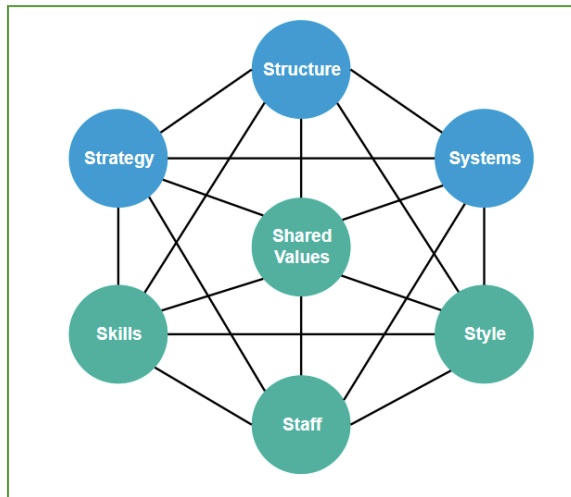 Structure
Strategy
Systems
Shared
Values
Skills
Style
Staff